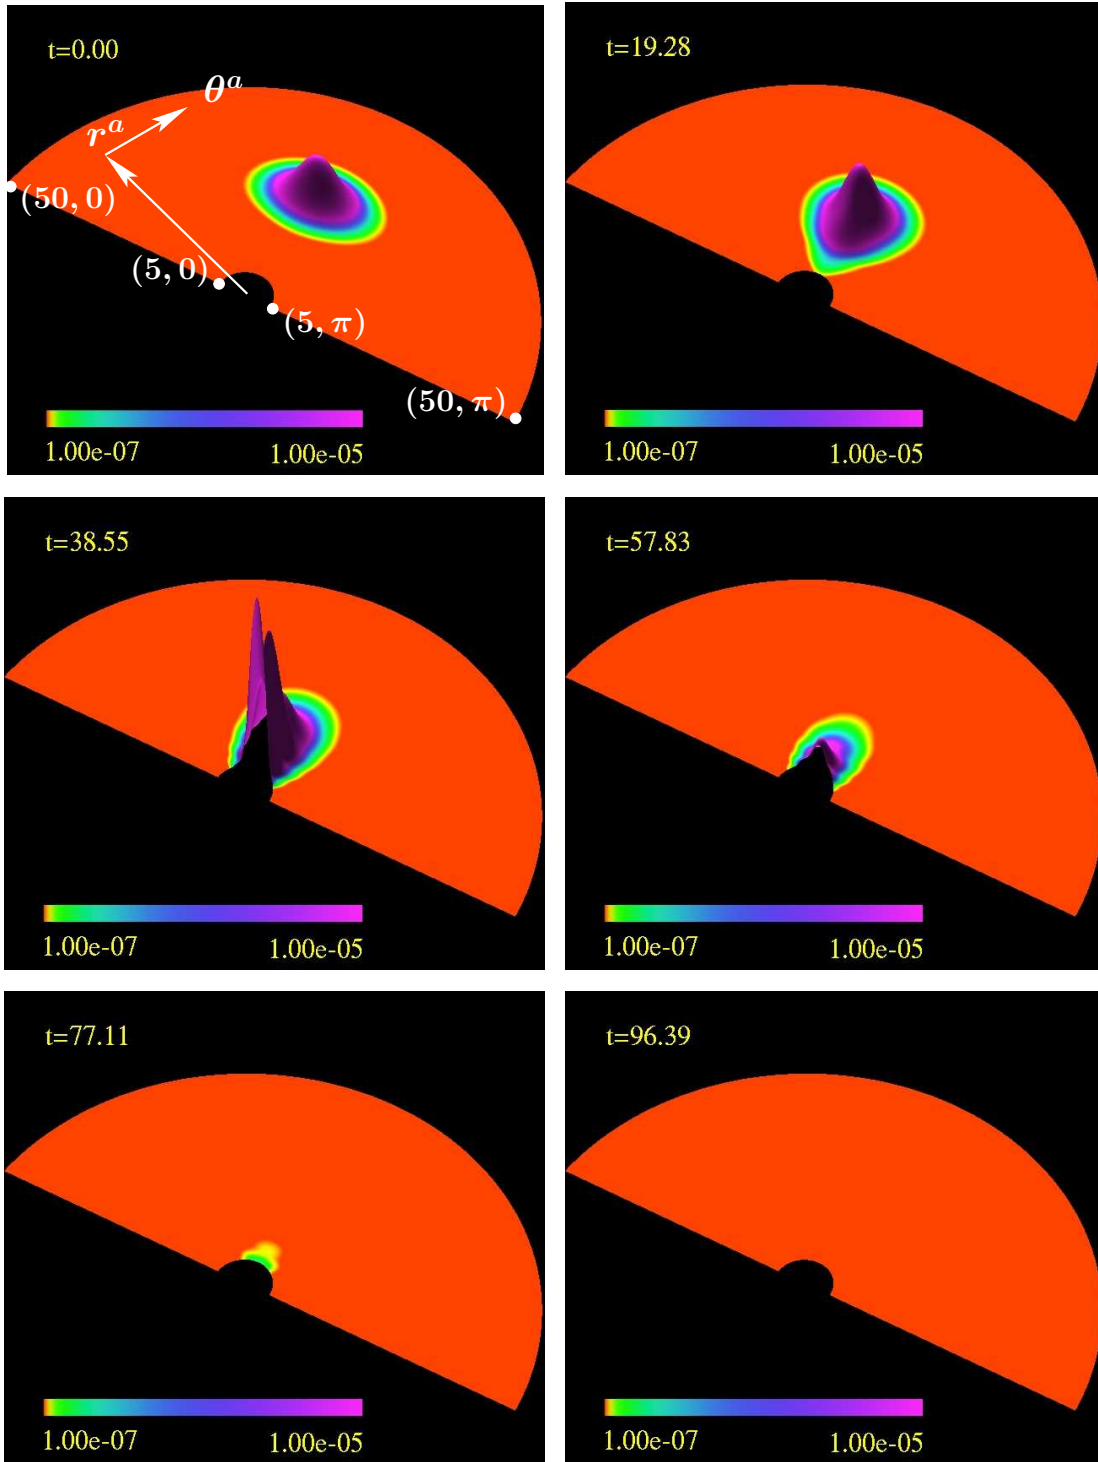 t=0.00
θ^a
r^a
(50, 0)
(5, 0)
(5, π)
(50, π)
1.00e-07 1.00e-05
t=19.28
1.00e-07 1.00e-05
t=38.55
1.00e-07 1.00e-05
t=57.83
1.00e-07 1.00e-05
t=77.11
1.00e-07 1.00e-05
t=96.39
1.00e-07 1.00e-05